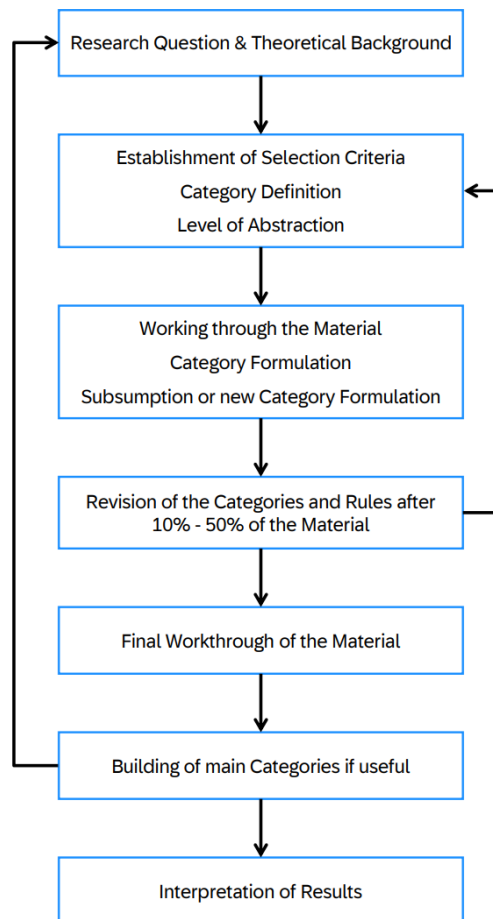 Research Question & Theoretical Background
Establishment of Selection Criteria
Category Definition
Level of Abstraction
Working through the Material
Category Formulation
Subsumption or new Category Formulation
Revision of the Categories and Rules after
10% - 50% of the Material
Final Workthrough of the Material
Building of main Categories if useful
Interpretation of Results